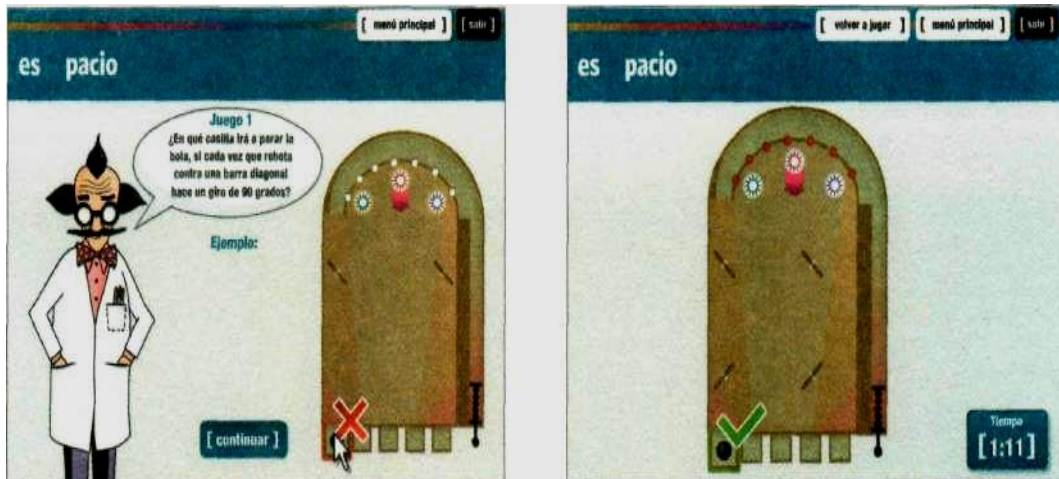 [ menú principal ] [ salir ]
es pacio
Juego 1
¿En qué casilla irá a parar la
bola, si cada vez que rebota
contra una barra diagonal
hace un giro de 90 grados?
Ejemplo:
[ continuar ]
[ volver a jugar ] [ menú principal ] [ salir ]
es pacio
Tiempo
[1:11]